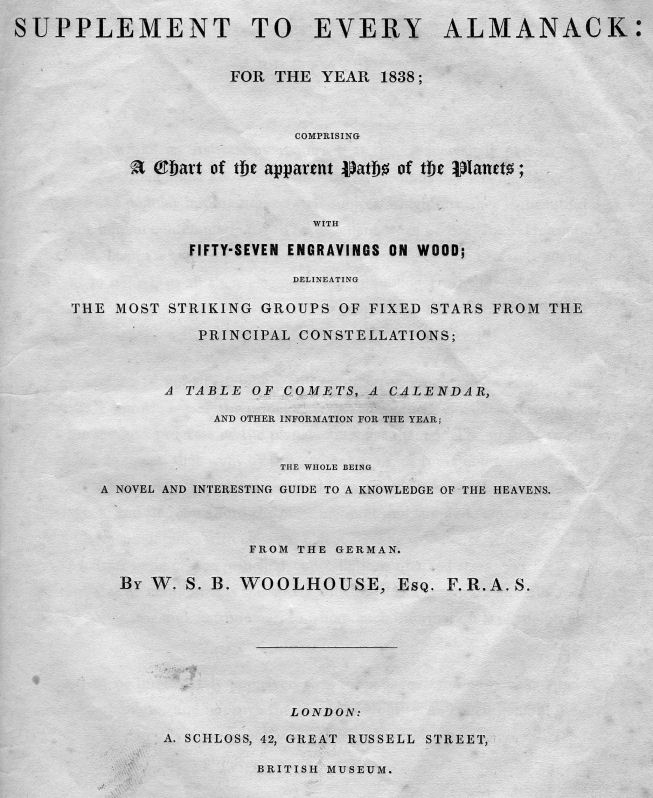 SUPPLEMENT TO EVERY ALMANACK:
FOR THE YEAR 1838;
COMPRISING
A Chart of the apparent Paths of the Planets;
WITH
FIFTY-SEVEN ENGRAVINGS ON WOOD;
DELINEATING
THE MOST STRIKING GROUPS OF FIXED STARS FROM THE
PRINCIPAL CONSTELLATIONS;
A TABLE OF COMETS, A CALENDAR,
AND OTHER INFORMATION FOR THE YEAR;
THE WHOLE BEING
A NOVEL AND INTERESTING GUIDE TO A KNOWLEDGE OF THE HEAVENS.
FROM THE GERMAN.
BY W. S. B. WOOLHOUSE, ESQ. F.R.A.S.
LONDON:
A. SCHLOSS, 42, GREAT RUSSELL STREET,
BRITISH MUSEUM.